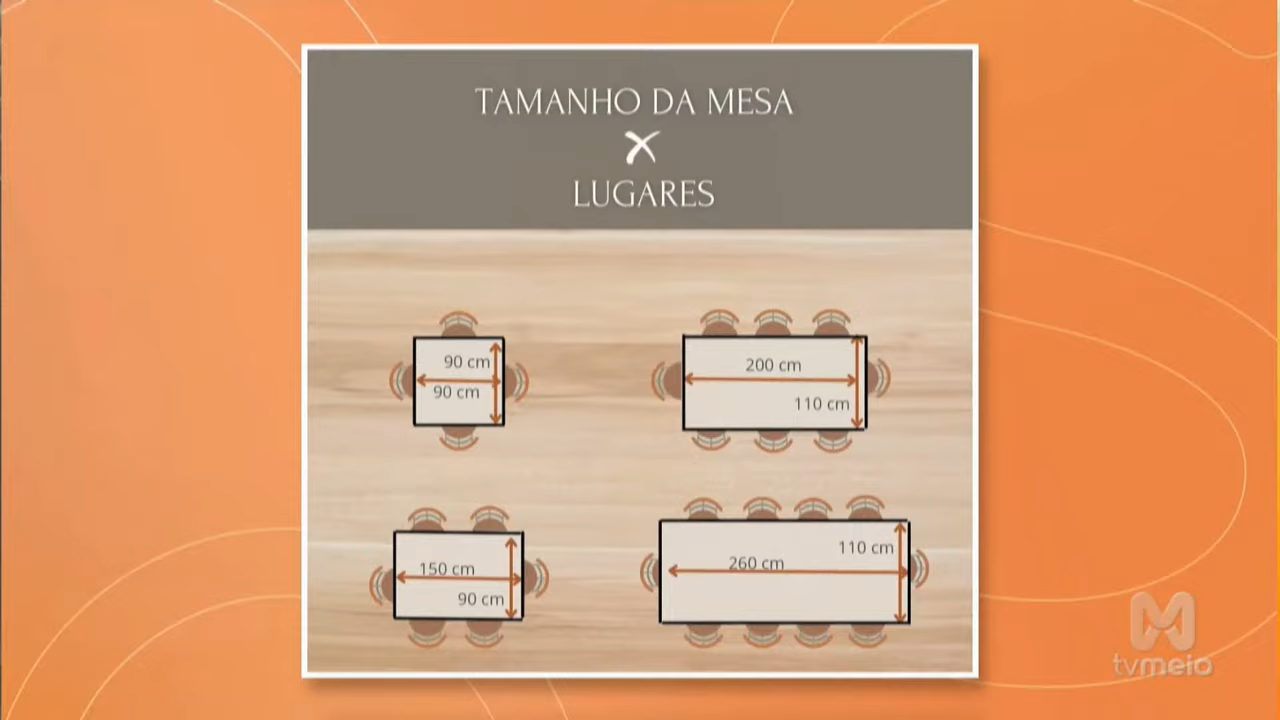 TAMANHO DA MESA
X
LUGARES
90 cm
90 cm
200 cm
110 cm
150 cm
90 cm
260 cm
110 cm
tvmeio